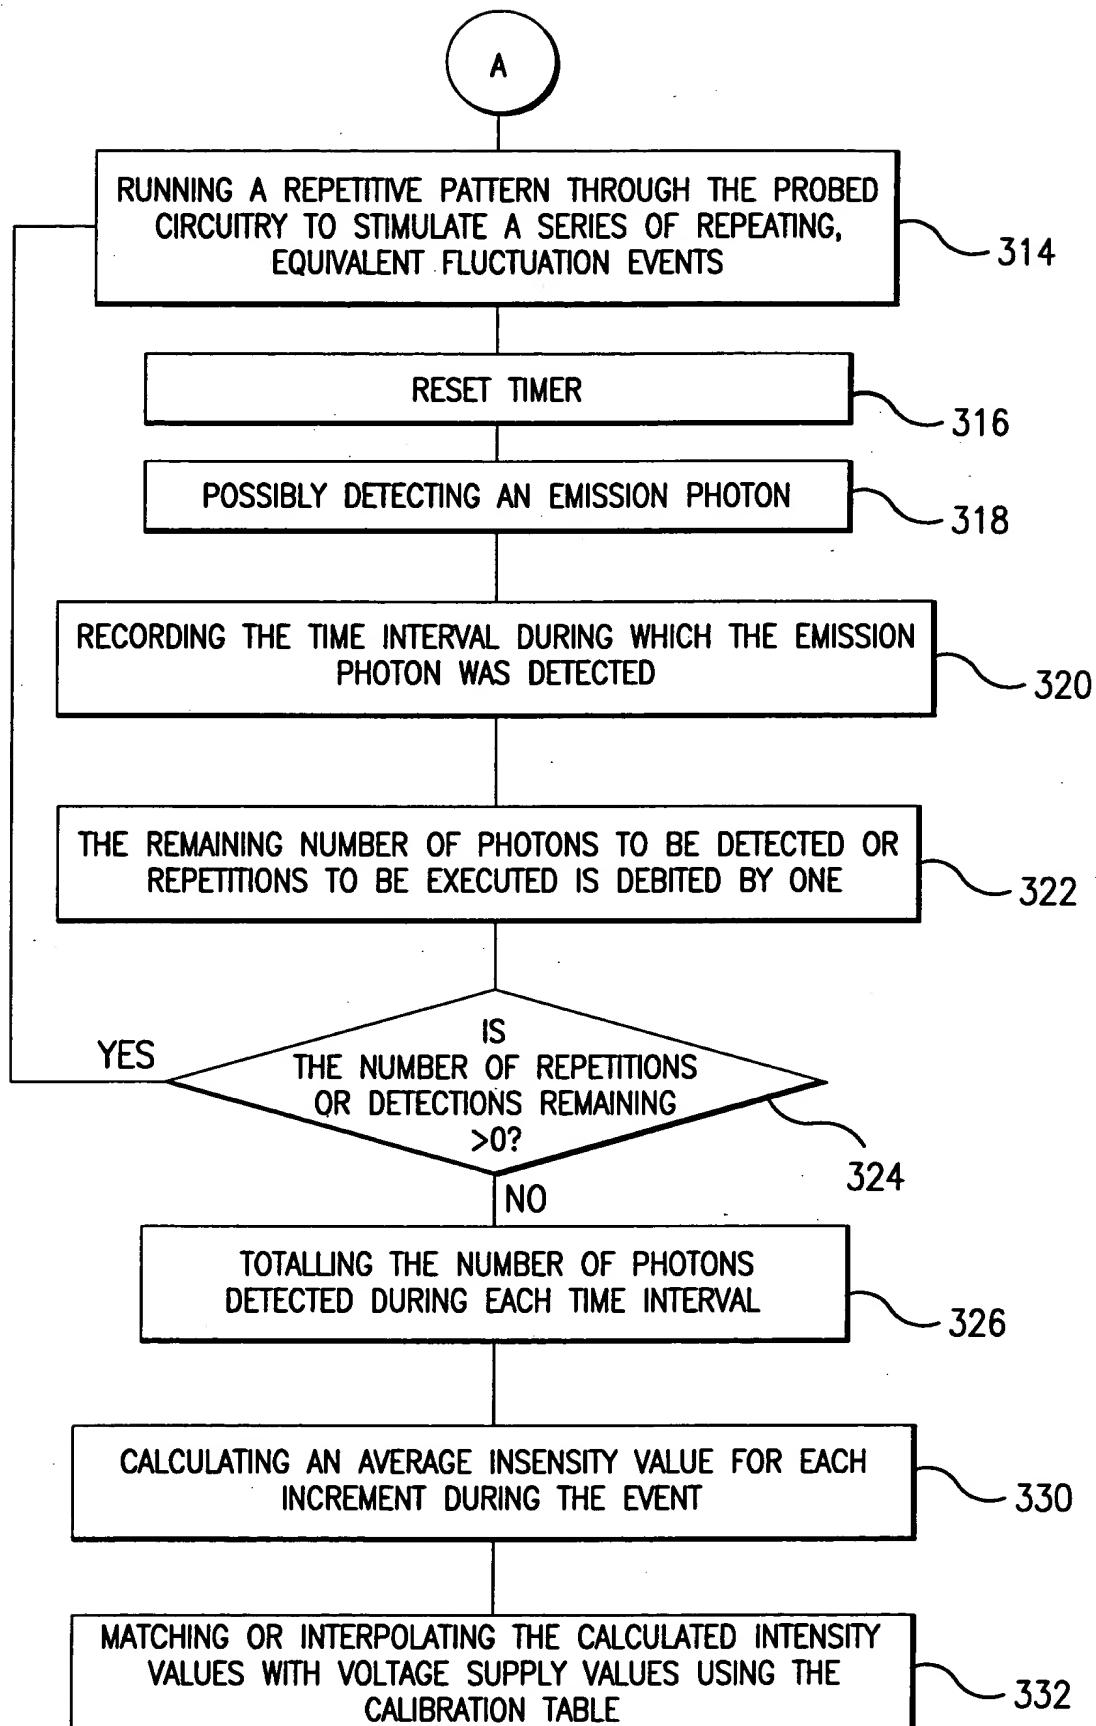 A
RUNNING A REPETITIVE PATTERN THROUGH THE PROBED
CIRCUITRY TO STIMULATE A SERIES OF REPEATING,
EQUIVALENT FLUCTUATION EVENTS
314
RESET TIMER
316
POSSIBLY DETECTING AN EMISSION PHOTON
318
RECORDING THE TIME INTERVAL DURING WHICH THE EMISSION
PHOTON WAS DETECTED
320
THE REMAINING NUMBER OF PHOTONS TO BE DETECTED OR
REPETITIONS TO BE EXECUTED IS DEBITED BY ONE
322
YES
IS
THE NUMBER OF REPETITIONS
OR DETECTIONS REMAINING
>0?
324
NO
TOTALLING THE NUMBER OF PHOTONS
DETECTED DURING EACH TIME INTERVAL
326
CALCULATING AN AVERAGE INSENSITY VALUE FOR EACH
INCREMENT DURING THE EVENT
330
MATCHING OR INTERPOLATING THE CALCULATED INTENSITY
VALUES WITH VOLTAGE SUPPLY VALUES USING THE
CALIBRATION TABLE
332